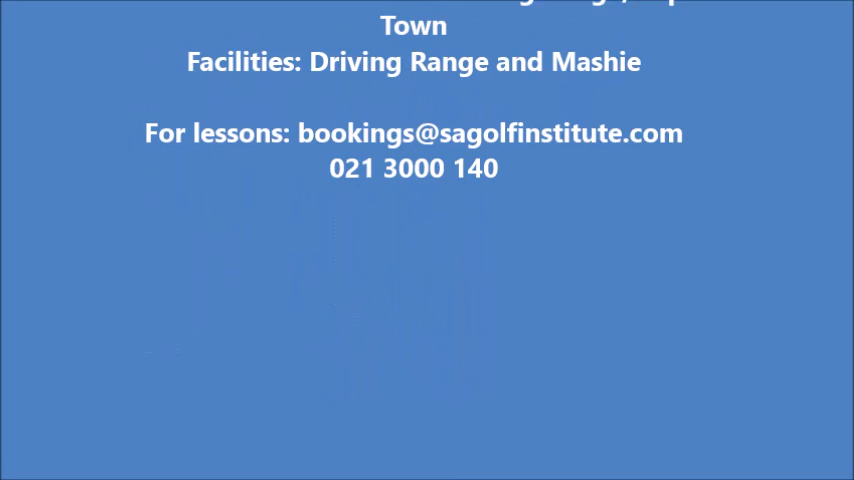 Town
Facilities: Driving Range and Mashie
For lessons: bookings@sagolfinstitute.com
021 3000 140